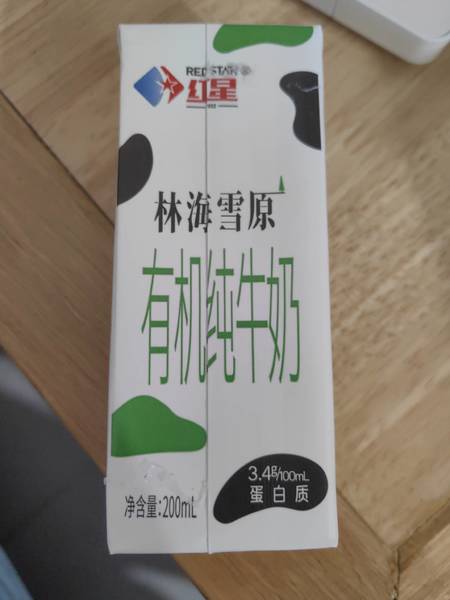 REDSTAR
红星
林海雪原
有机纯牛奶
3.4g/100mL
蛋白质
净含量:200mL